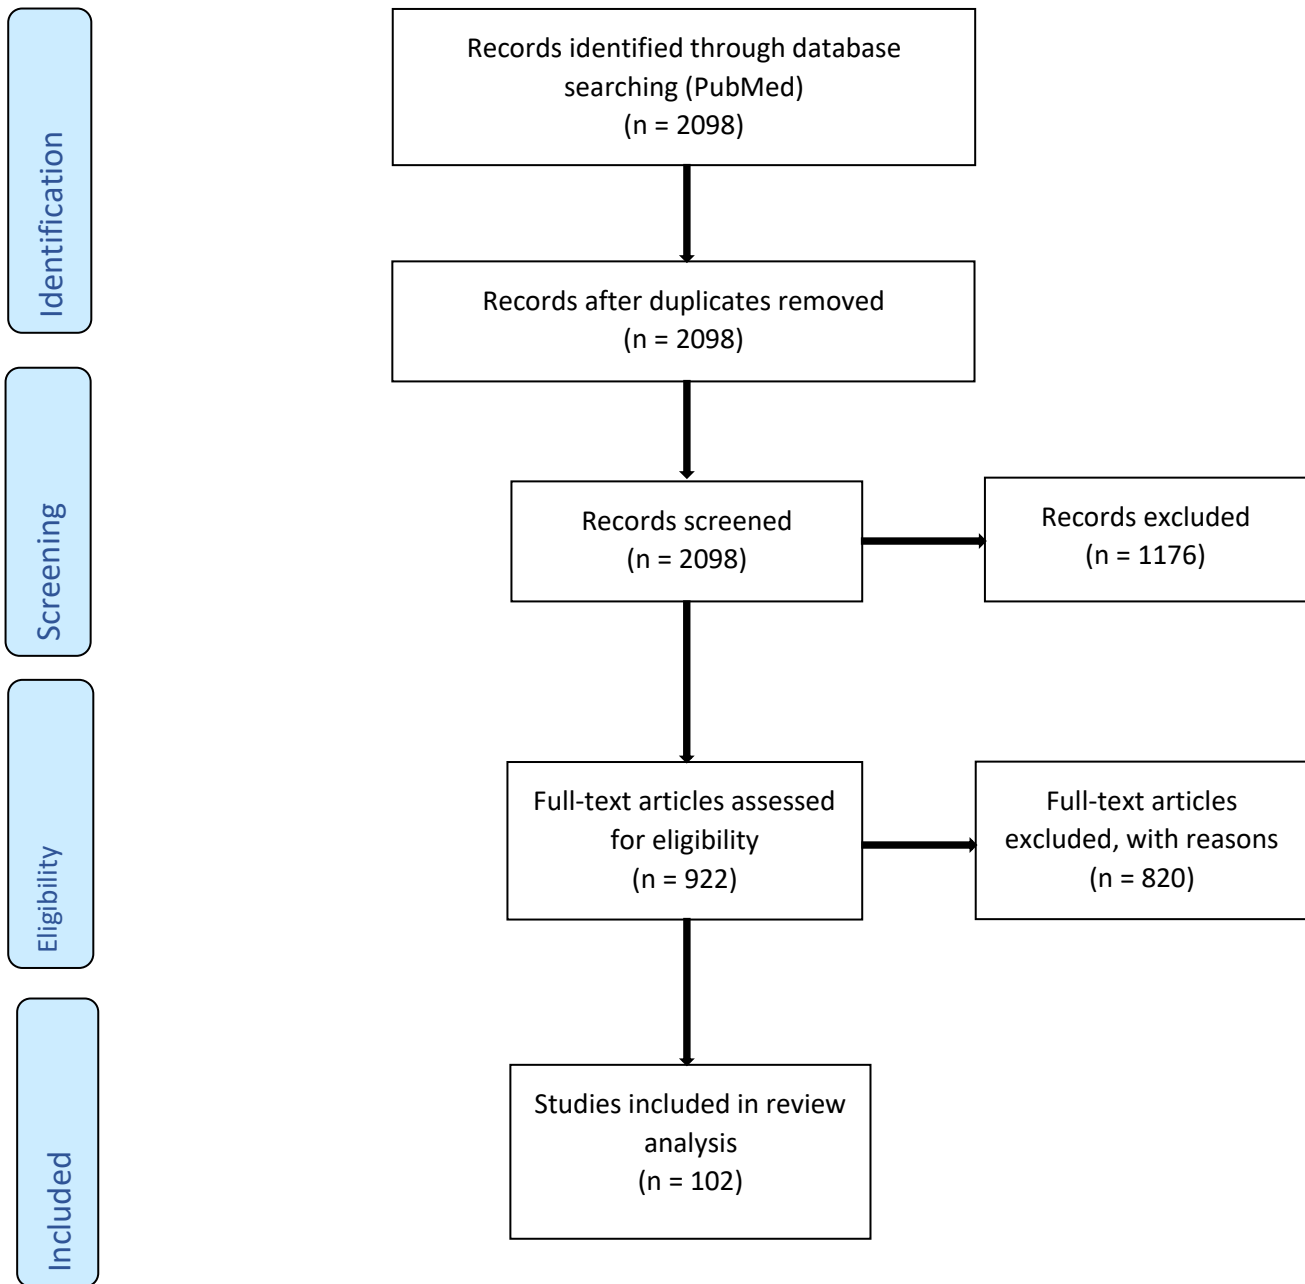 Identification
Records identified through database
searching (PubMed)
(n = 2098)
Records after duplicates removed
(n = 2098)
Screening
Records screened
(n = 2098)
Records excluded
(n = 1176)
Eligibility
Full-text articles assessed
for eligibility
(n = 922)
Full-text articles
excluded, with reasons
(n = 820)
Included
Studies included in review
analysis
(n = 102)